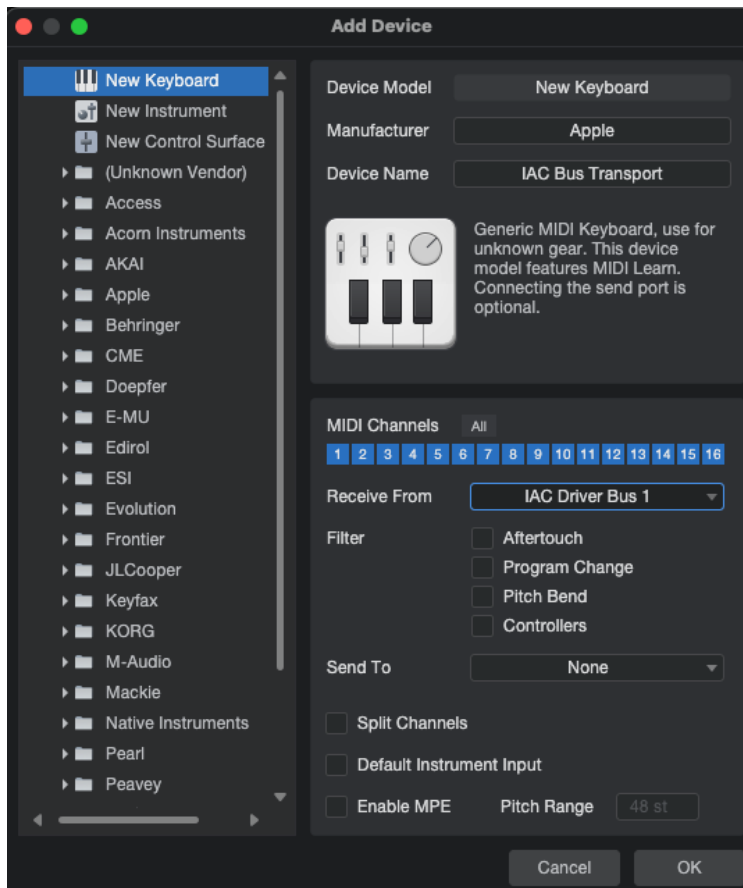 Add Device
New Keyboard
New Instrument
New Control Surface
(Unknown Vendor)
Access
Acorn Instruments
AKAI
Apple
Behringer
CME
Doepfer
E-MU
Edirol
ESI
Evolution
Frontier
JLCooper
Keyfax
KORG
M-Audio
Mackie
Native Instruments
Pearl
Peavey
Device Model New Keyboard
Manufacturer Apple
Device Name IAC Bus Transport
Generic MIDI Keyboard, use for
unknown gear. This device
model features MIDI Learn.
Connecting the send port is
optional.
MIDI Channels All
1 2 3 4 5 6 7 8 9 10 11 12 13 14 15 16
Receive From IAC Driver Bus 1
Filter Aftertouch
Program Change
Pitch Bend
Controllers
Send To None
Split Channels
Default Instrument Input
Enable MPE Pitch Range 48 st
Cancel OK